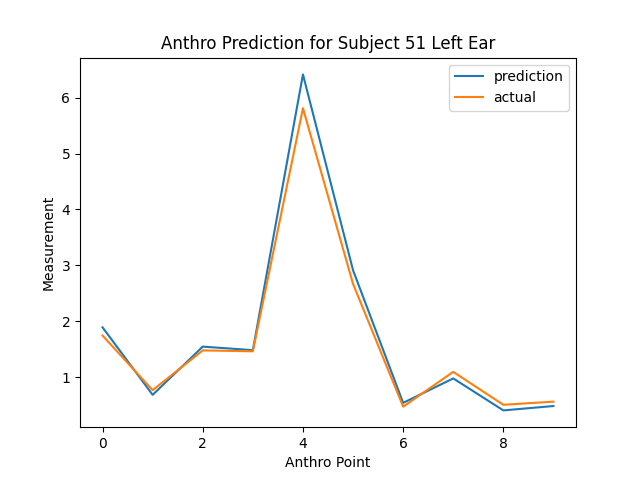 Anthro Prediction for Subject 51 Left Ear
prediction
actual
6
5
4
3
2
1
Measurement
0 2 4 6 8
Anthro Point